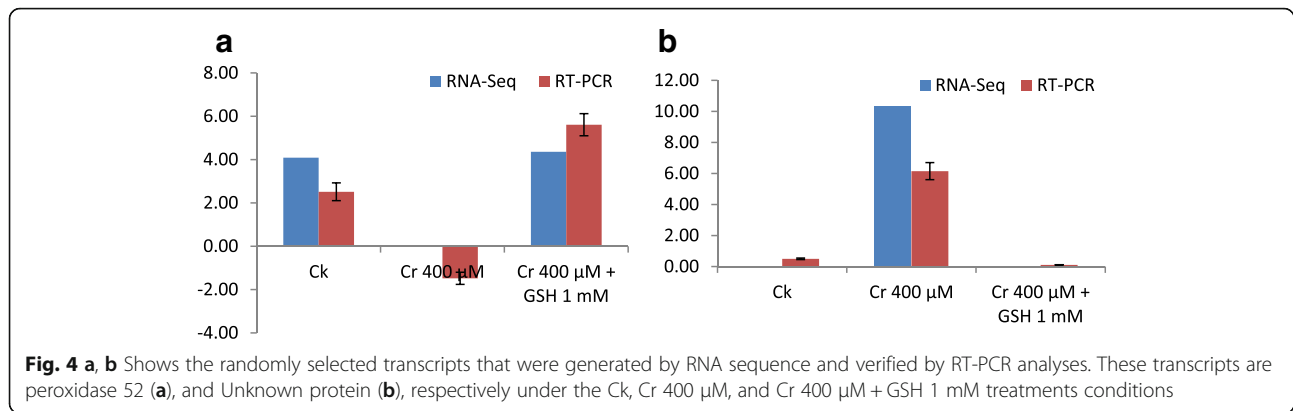 a
8.00
6.00
4.00
2.00
0.00
-2.00
-4.00
RNA-Seq RT-PCR
Ck Cr 400 µM Cr 400 µM +
GSH 1 mM
b
12.00
10.00
8.00
6.00
4.00
2.00
0.00
RNA-Seq RT-PCR
Ck Cr 400 µM Cr 400 µM +
GSH 1 mM
Fig. 4 a, b Shows the randomly selected transcripts that were generated by RNA sequence and verified by RT-PCR analyses. These transcripts are
peroxidase 52 (a), and Unknown protein (b), respectively under the Ck, Cr 400 µM, and Cr 400 µM + GSH 1 mM treatments conditions